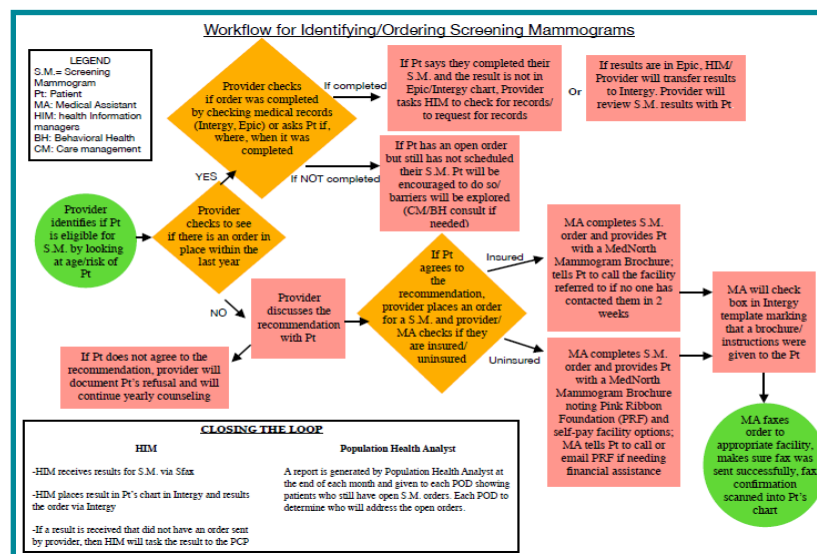 Workflow for Identifying/Ordering Screening Mammograms
LEGEND
S.M.= Screening
Mammogram
Pt: Patient
MA: Medical Assistant
HIM: health Information
managers
BH: Behavioral Health
CM: Care management
Provider checks
if order was completed
by checking medical records
(Intergy, Epic) or asks Pt if,
where, when it was
completed
If completed
If Pt says they completed their
S.M. and the result is not in
Epic/Intergy chart, Provider
tasks HIM to check for records/
to request for records
Or
If results are in Epic, HIM/
Provider will transfer results
to Intergy. Provider will
review S.M. results with Pt
If NOT completed
If Pt has an open order
but still has not scheduled
their S.M. Pt will be
encouraged to do so/
barriers will be explored
(CM/BH consult if
needed)
YES
Provider
identifies if Pt
is eligible for
S.M. by looking
at age/risk of
Pt
Provider
checks to see
if there is an order in
place within the
last year
NO
Provider
discusses the
recommendation
with Pt
If Pt does not agree to the
recommendation, provider will
document Pt's refusal and will
continue yearly counseling
If Pt
agrees to
the
recommendation,
provider places an order
for a S.M. and provider/
MA checks if they
are insured/
uninsured
Insured
MA completes S.M.
order and provides Pt
with a MedNorth
Mammogram Brochure;
tells Pt to call the facility
referred to if no one has
contacted them in 2
weeks
Uninsured
MA completes S.M.
order and provides Pt
with a MedNorth
Mammogram Brochure
noting Pink Ribbon
Foundation (PRF) and
self-pay facility options;
MA tells Pt to call or
email PRF if needing
financial assistance
MA will check
box in Intergy
template marking
that a brochure/
instructions were
given to the Pt
MA faxes
order to
appropriate facility,
makes sure fax was
sent successfully, fax
confirmation
scanned into Pt's
chart
CLOSING THE LOOP
HIM
-HIM receives results for S.M. via Sfax
-HIM places result in Pt's chart in Intergy and results
the order via Intergy
-If a result is received that did not have an order sent
by provider, then HIM will task the result to the PCP
Population Health Analyst
A report is generated by Population Health Analyst at
the end of each month and given to each POD showing
patients who still have open S.M. orders. Each POD to
determine who will address the open orders.